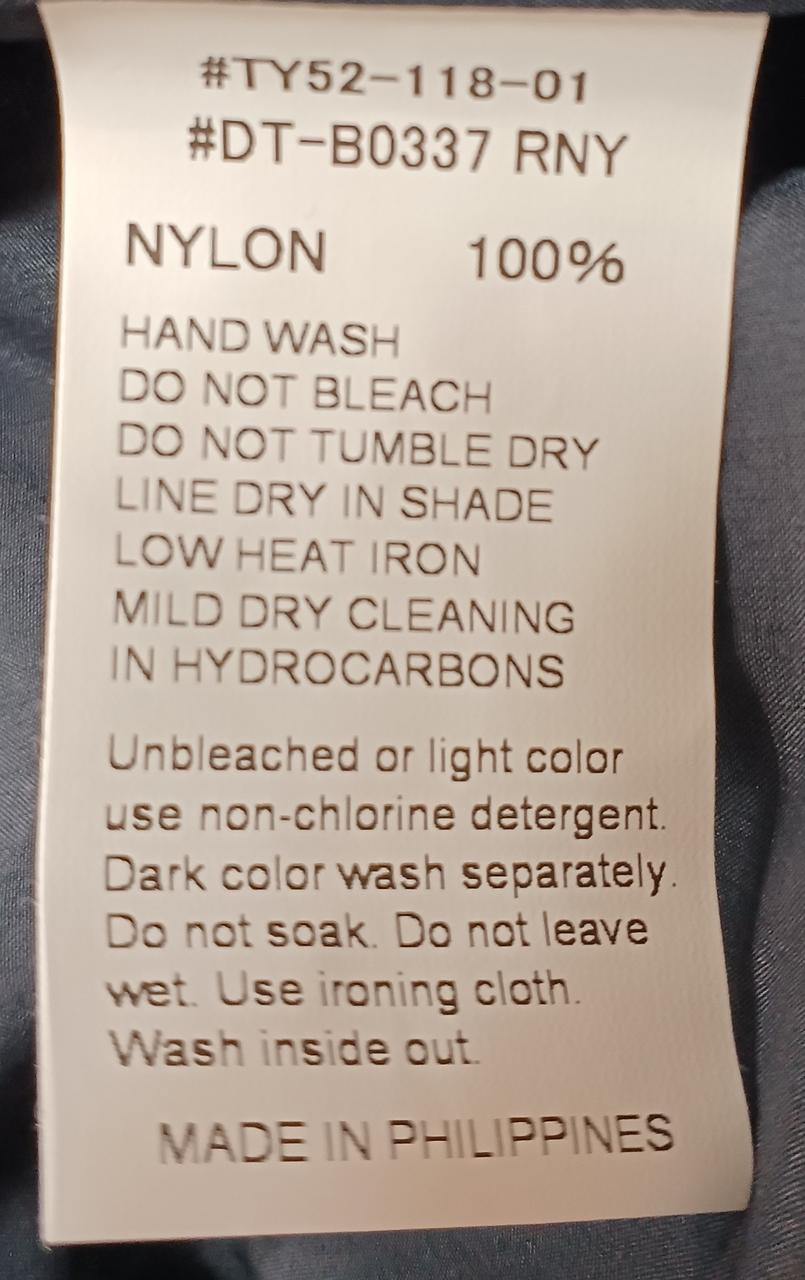 #TY52-118-01
#DT-B0337 RNY
NYLON 100%
HAND WASH
DO NOT BLEACH
DO NOT TUMBLE DRY
LINE DRY IN SHADE
LOW HEAT IRON
MILD DRY CLEANING
IN HYDROCARBONS
Unbleached or light color
use non-chlorine detergent.
Dark color wash separately.
Do not soak. Do not leave
wet. Use ironing cloth.
Wash inside out.
MADE IN PHILIPPINES